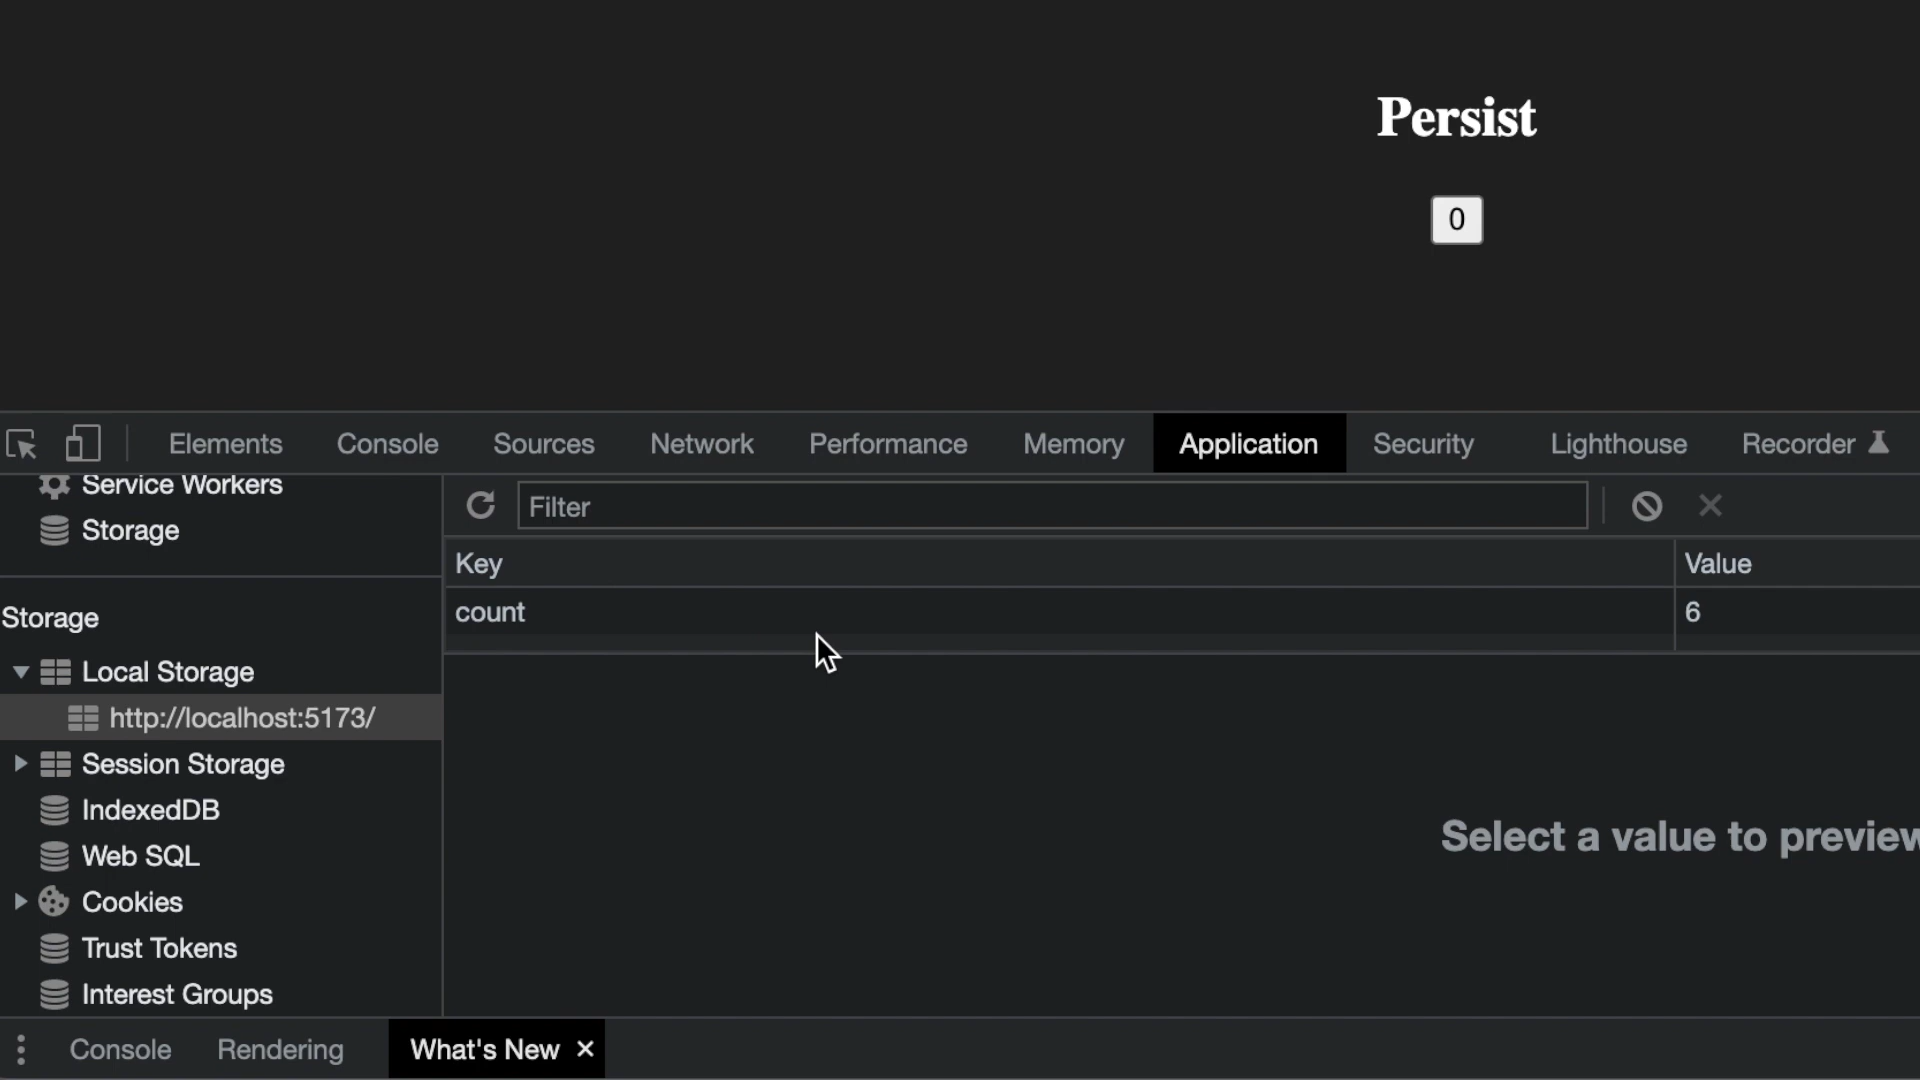 Persist
0
Elements Console Sources Network Performance Memory Application Security Lighthouse Recorder
Service Workers
Storage
Filter
Key Value
count 6
Storage
Local Storage
http://localhost:5173/
Session Storage
IndexedDB
Web SQL
Cookies
Trust Tokens
Interest Groups
Select a value to preview
Console Rendering What's New ×